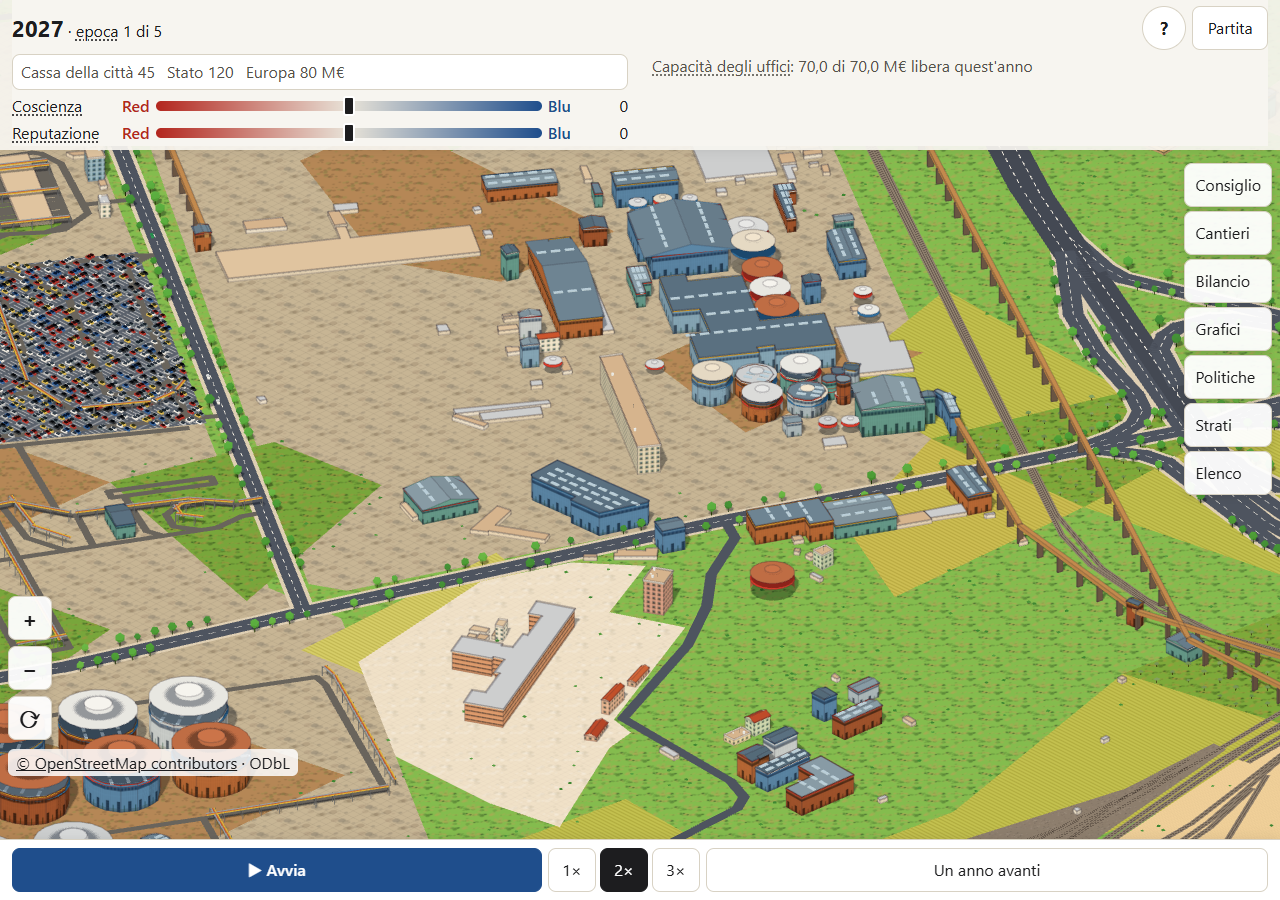 2027 · epoca 1 di 5
?
Partita
Cassa della città 45 Stato 120 Europa 80 M€
Capacità degli uffici: 70,0 di 70,0 M€ libera quest'anno
Coscienza Red Blu 0
Reputazione Red Blu 0
Consiglio
Cantieri
Bilancio
Grafici
Politiche
Strati
Elenco
+
−
⟳
© OpenStreetMap contributors · ODbL
▶ Avvia
1×
2×
3×
Un anno avanti